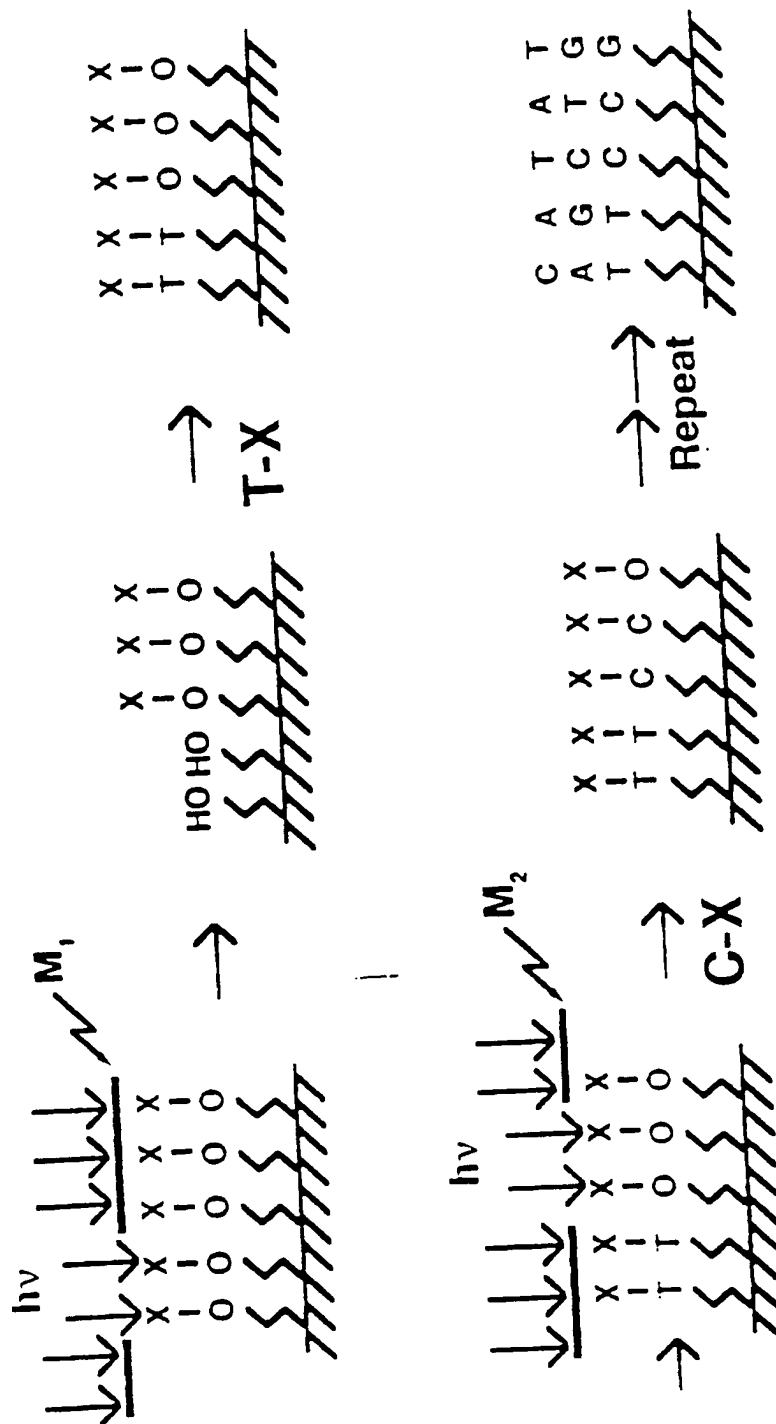 hν
M₁
X X X X X
O O O O O
X X X
HO HO O O O
T-X
X X X X X
T T O O O
hν
M₂
X X X X X
T T O O O
C-X
X X X X X
T T C C O
Repeat
C A T A T
A G C T G
T T C C G